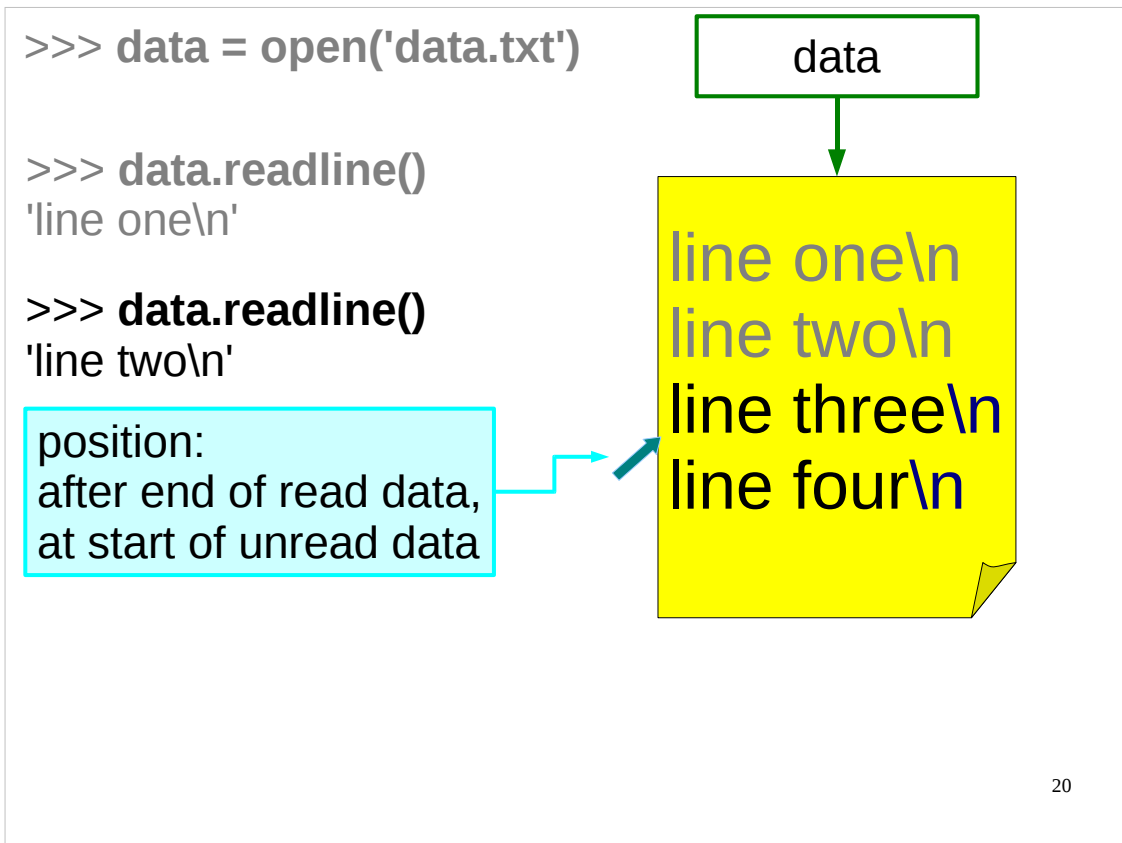 >>> data = open('data.txt')
data
>>> data.readline()
'line one\n'
>>> data.readline()
'line two\n'
position:
after end of read data,
at start of unread data
line one\n
line two\n
line three\n
line four\n
20